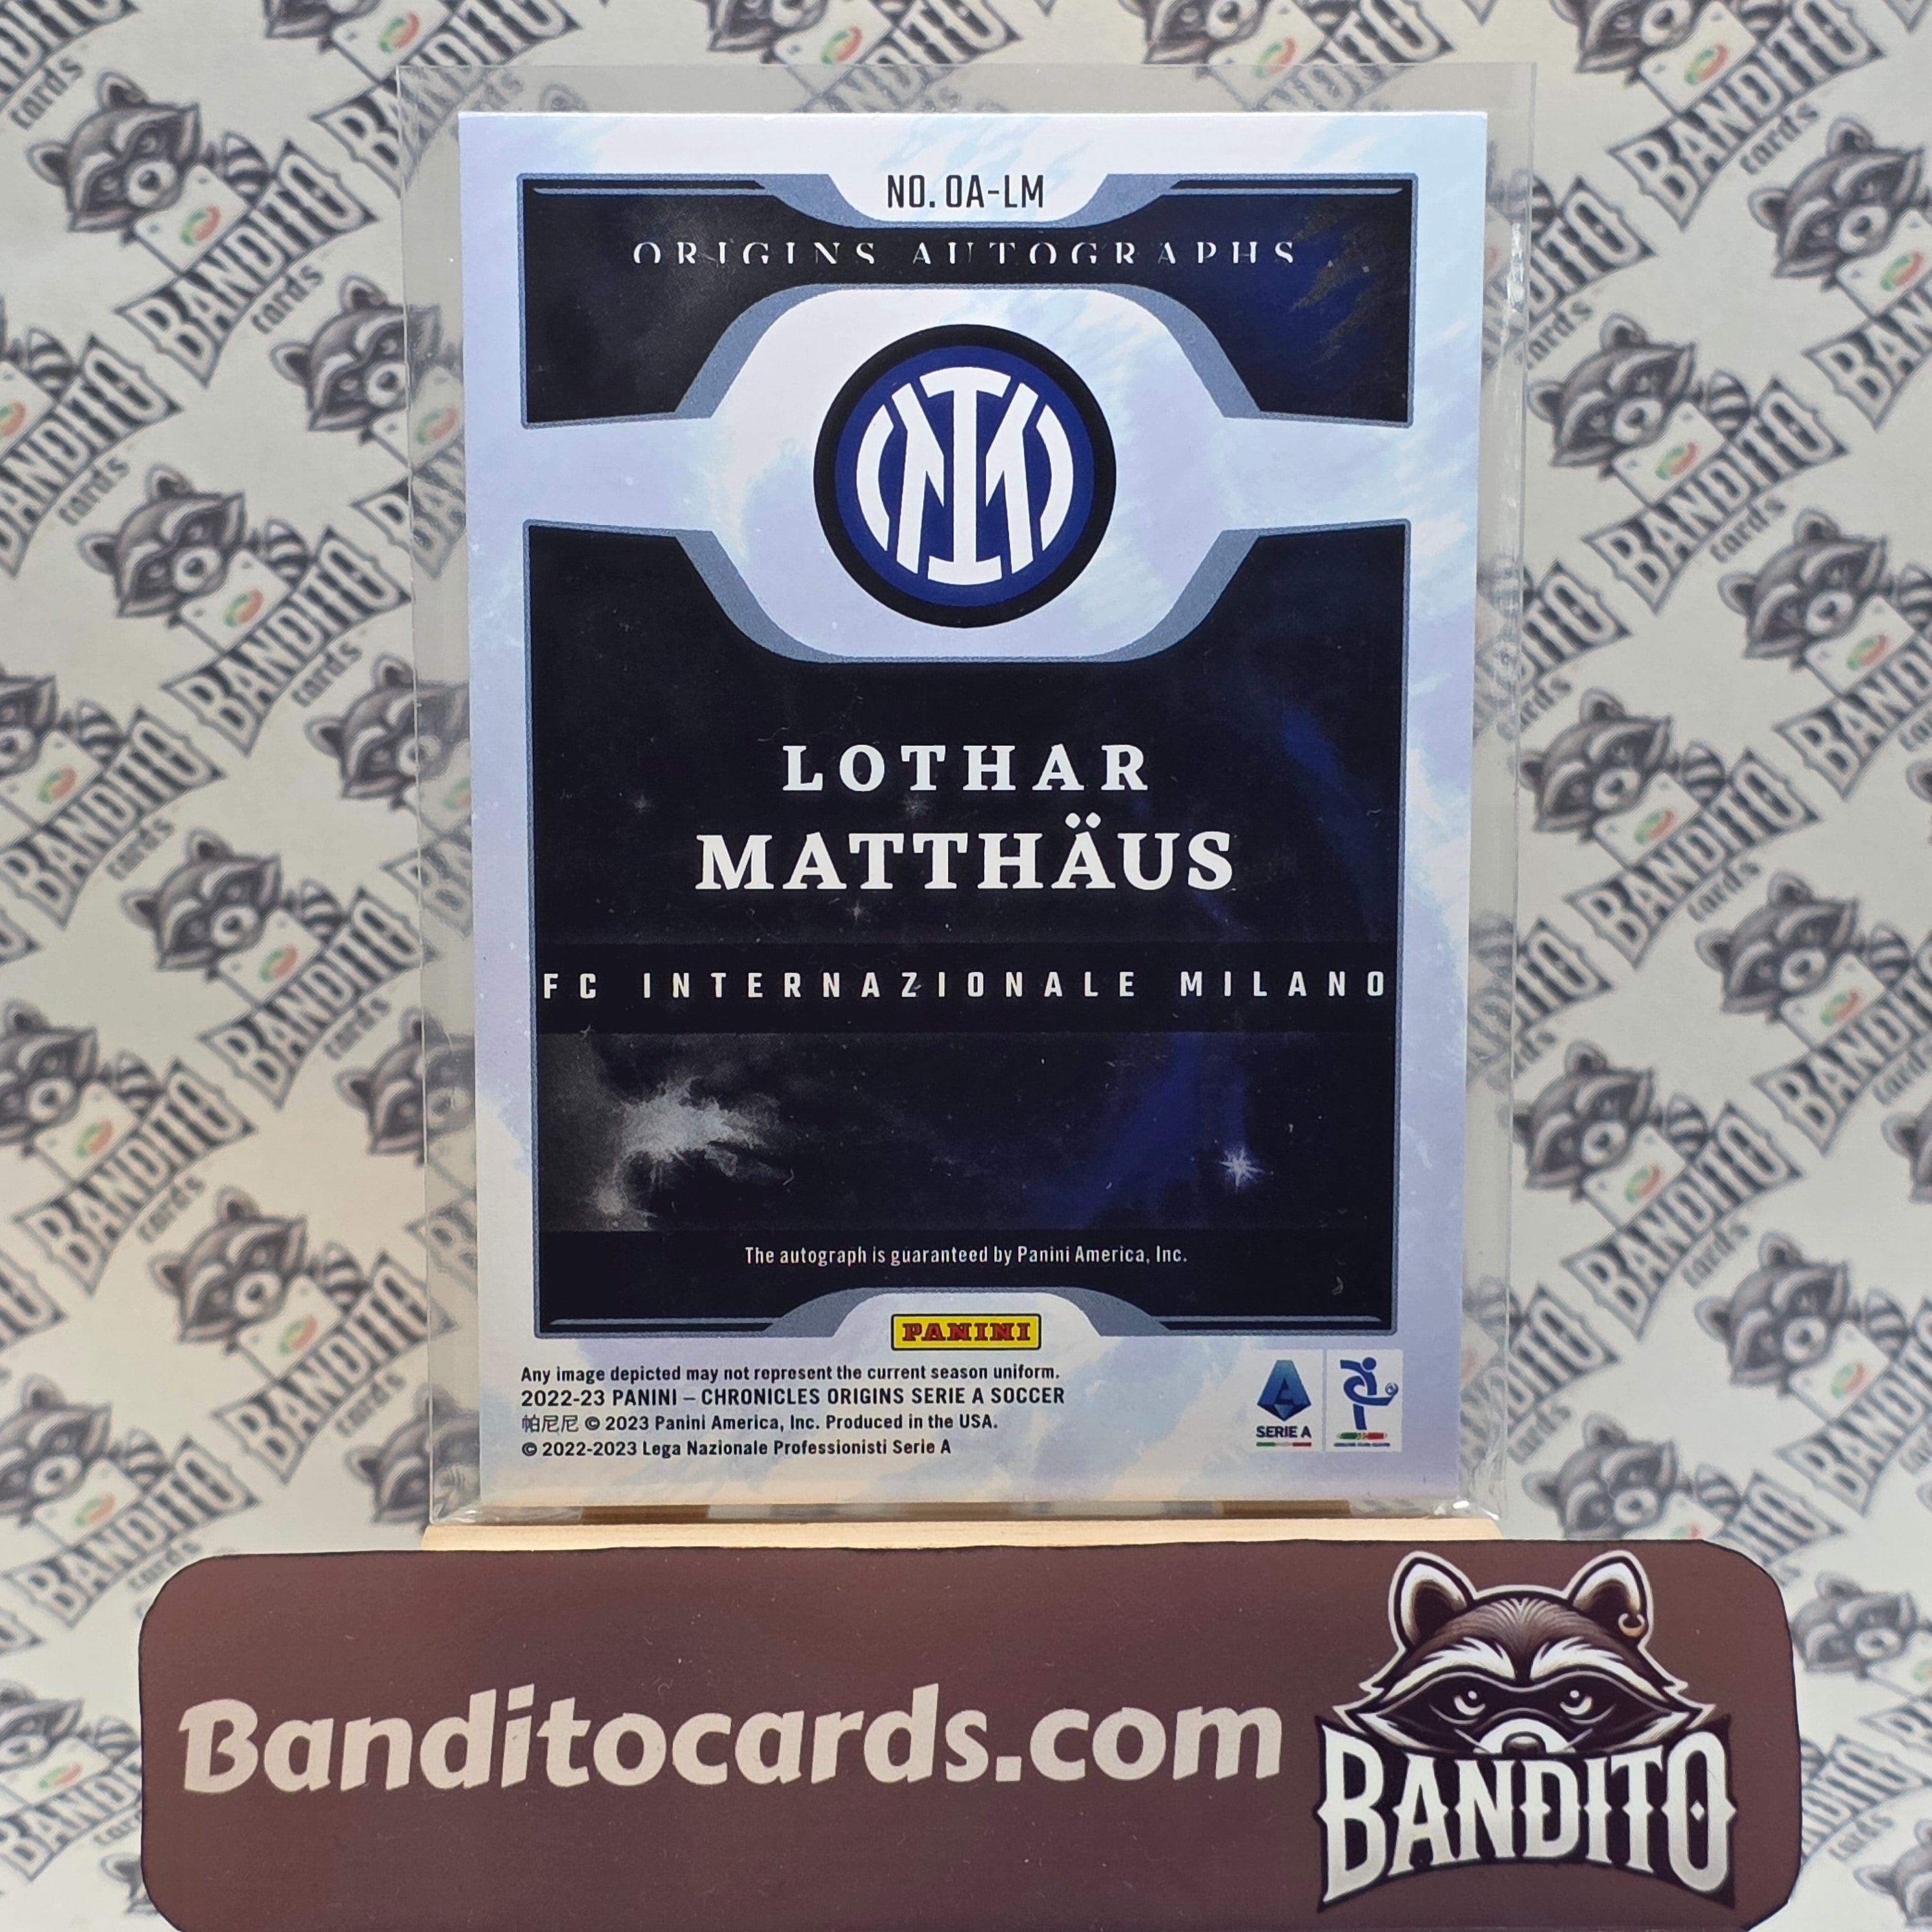 NO. OA-LM
ORIGINS AUTOGRAPHS
LOTHAR
MATTHÄUS
FC INTERNAZIONALE MILANO
The autograph is guaranteed by Panini America, Inc.
PANINI
Any image depicted may not represent the current season uniform.
2022-23 PANINI – CHRONICLES ORIGINS SERIE A SOCCER
帕尼尼 © 2023 Panini America, Inc. Produced in the USA.
© 2022-2023 Lega Nazionale Professionisti Serie A
SERIE A
Banditocards.com
BANDITO
BANDITO
cards